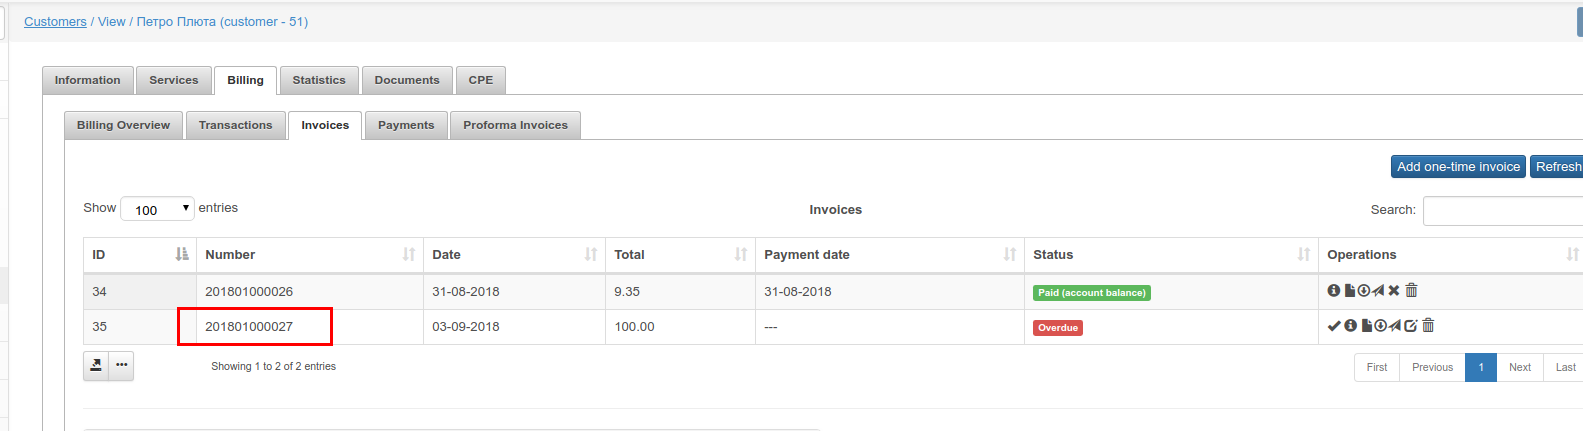 Customers / View / Петро Плюта (customer - 51)
Information Services Billing Statistics Documents CPE
Billing Overview Transactions Invoices Payments Proforma Invoices
Add one-time invoice Refresh
Show 100 entries Invoices Search:
ID Number Date Total Payment date Status Operations
34 201801000026 31-08-2018 9.35 31-08-2018 Paid (account balance)
35 201801000027 03-09-2018 100.00 --- Overdue
Showing 1 to 2 of 2 entries First Previous 1 Next Last